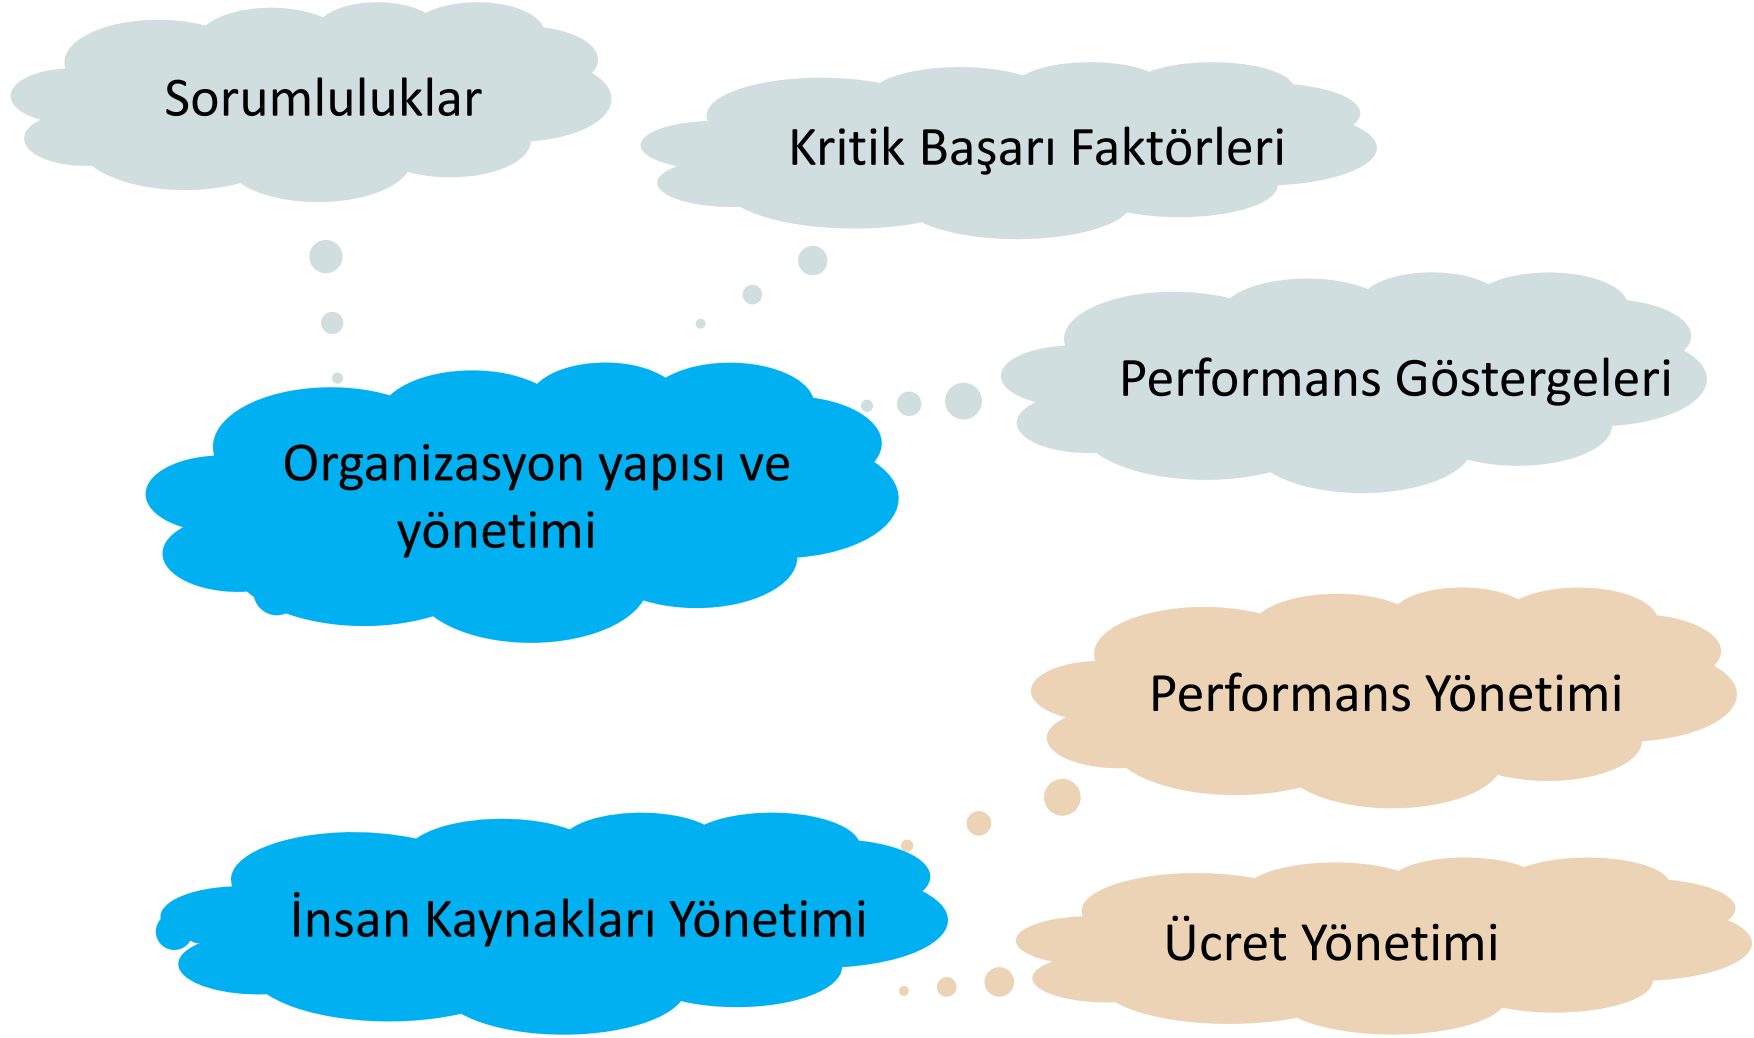 Sorumluluklar
Kritik Başarı Faktörleri
Performans Göstergeleri
Organizasyon yapısı ve
yönetimi
Performans Yönetimi
İnsan Kaynakları Yönetimi
Ücret Yönetimi